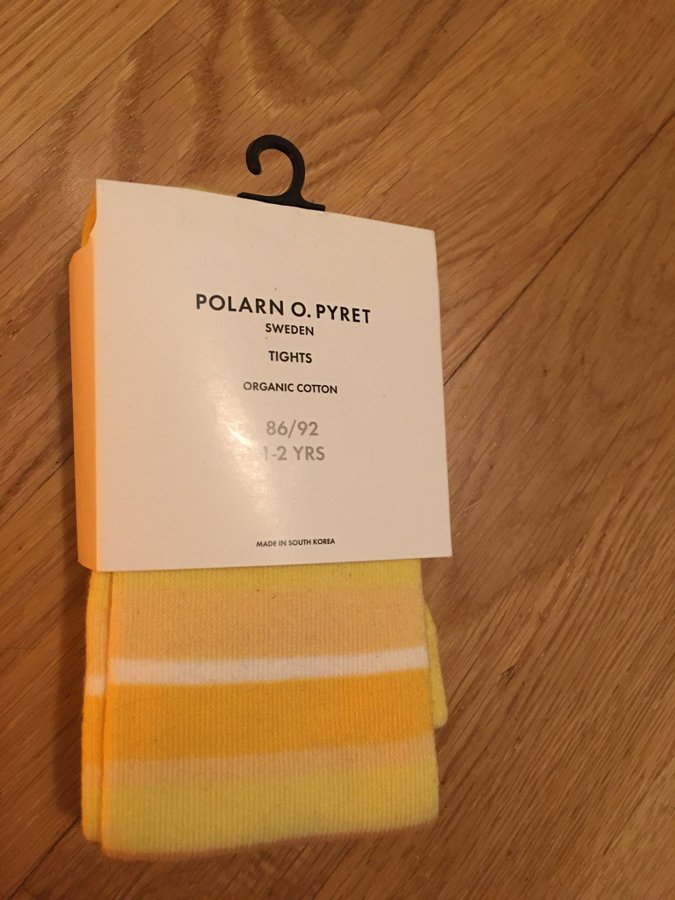 POLARN O. PYRET
SWEDEN
TIGHTS
ORGANIC COTTON
86/92
1-2 YRS
MADE IN SOUTH KOREA